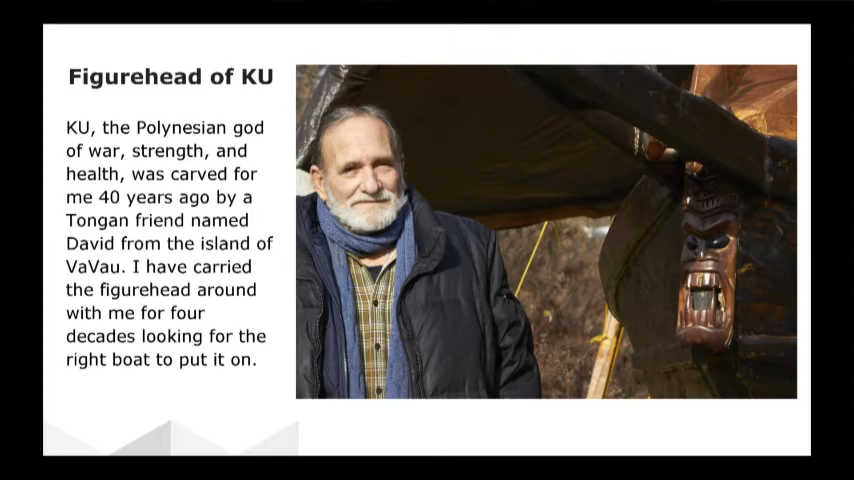 Figurehead of KU
KU, the Polynesian god
of war, strength, and
health, was carved for
me 40 years ago by a
Tongan friend named
David from the island of
VaVau. I have carried
the figurehead around
with me for four
decades looking for the
right boat to put it on.